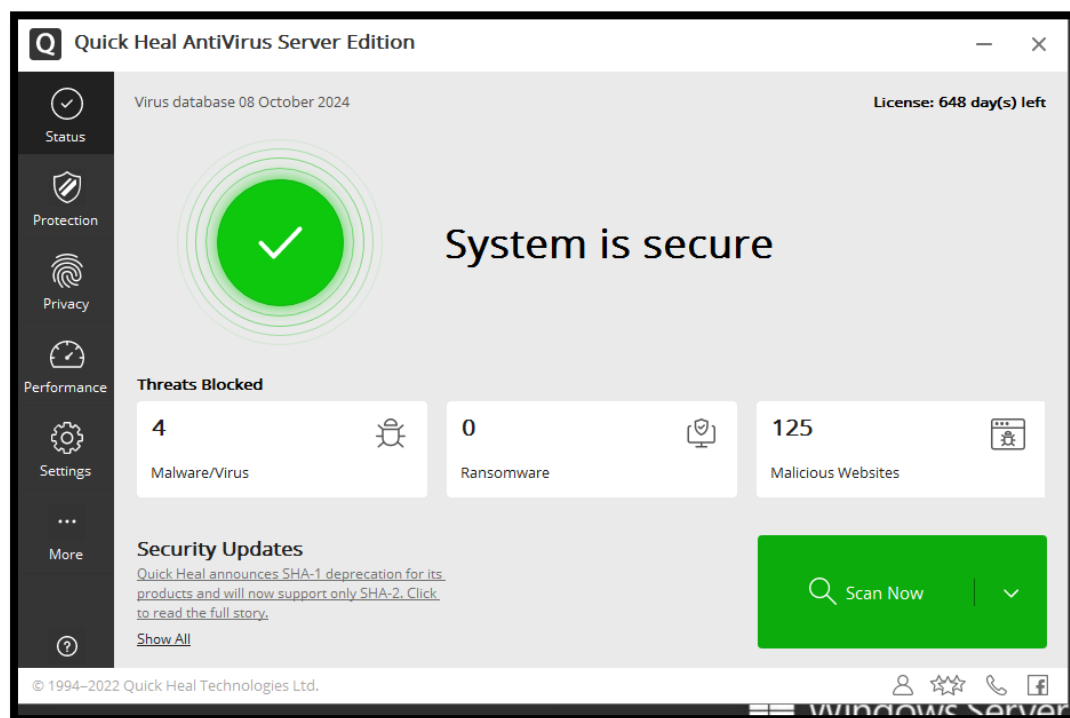 Q Quick Heal AntiVirus Server Edition
Virus database 08 October 2024
License: 648 day(s) left
Status
Protection
Privacy
Performance
Settings
More
System is secure
Threats Blocked
4
Malware/Virus
0
Ransomware
125
Malicious Websites
Security Updates
Quick Heal announces SHA-1 deprecation for its
products and will now support only SHA-2. Click
to read the full story.
Show All
Scan Now
?
© 1994–2022 Quick Heal Technologies Ltd.
f
Windows Server